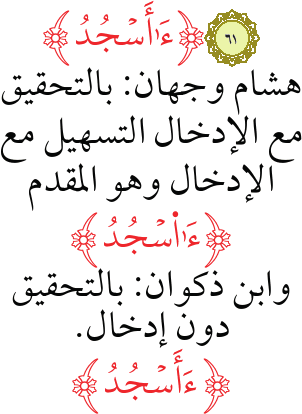 ٦١ ﴿ءَاَ۬سۡجُدُ﴾
هشام وجهان: بالتحقيق
مع الإدخال التسهيل مع
الإدخال وهو المقدم
﴿ءَا۬سۡجُدُ﴾
وابن ذكوان: بالتحقيق
دون إدخال.
﴿ءَأَسۡجُدُ﴾